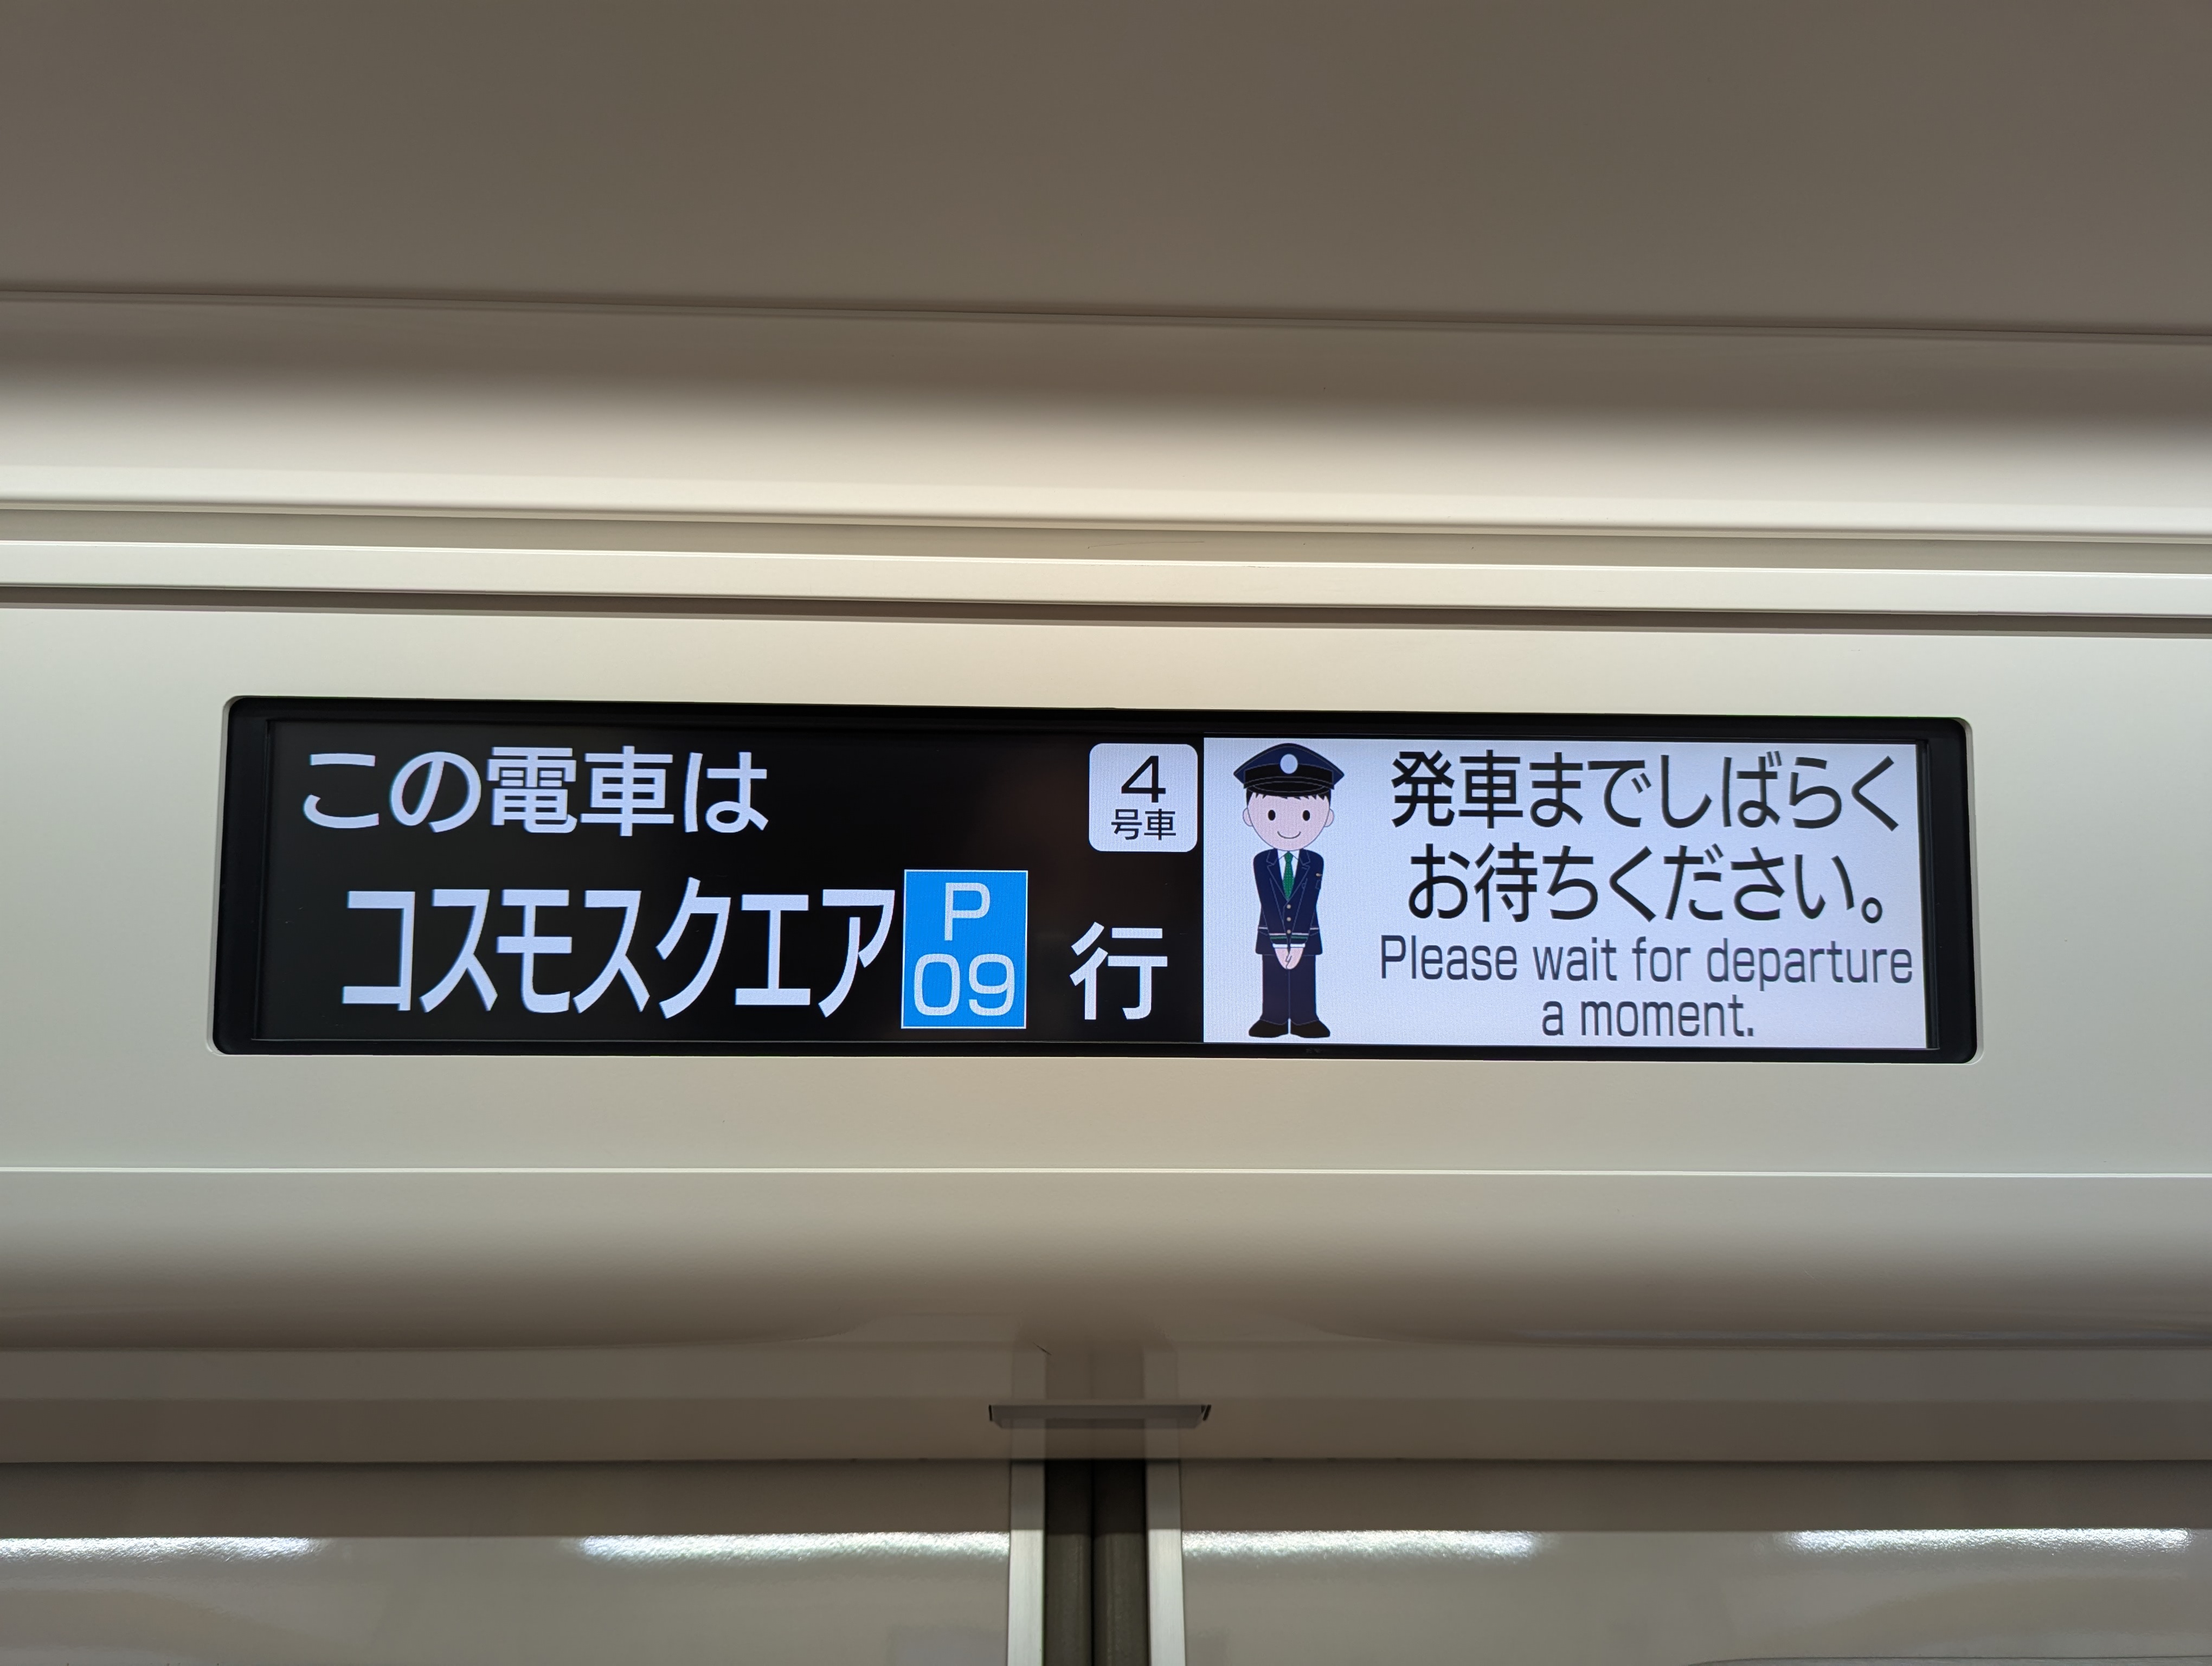 この電車は
4
号車
コスモスクエア P 09 行
発車までしばらく
お待ちください。
Please wait for departure
a moment.